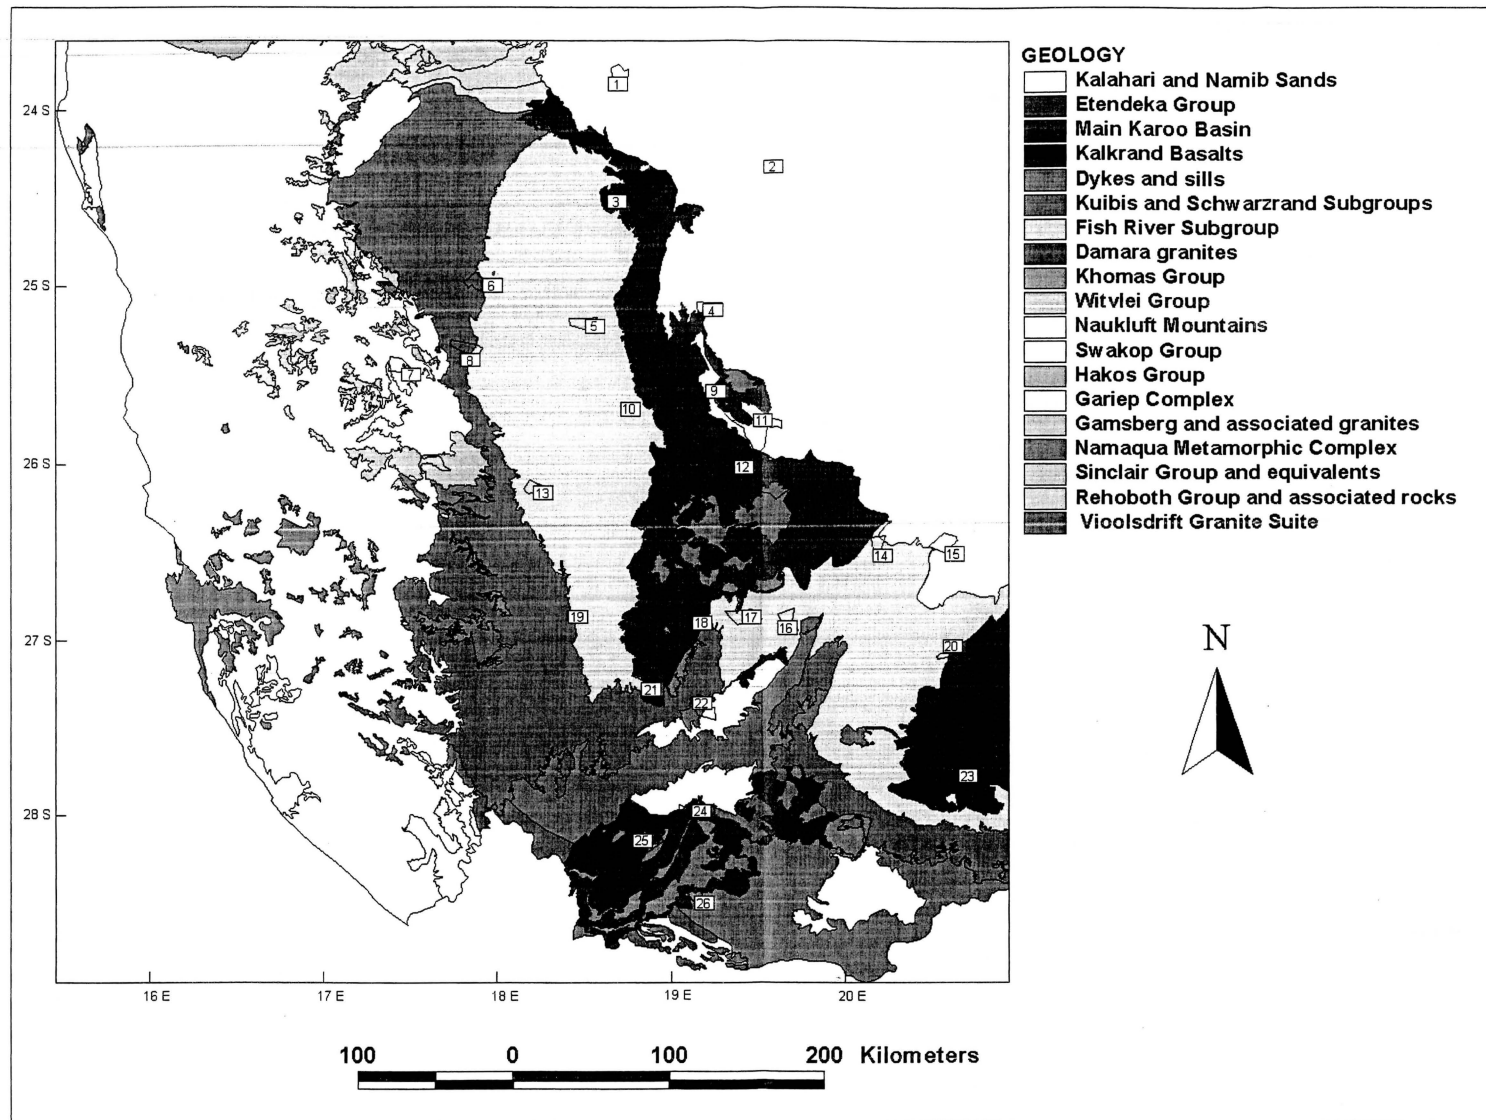 GEOLOGY
Kalahari and Namib Sands
Etendeka Group
Main Karoo Basin
Kalkrand Basalts
Dykes and sills
Kuibis and Schwarzrand Subgroups
Fish River Subgroup
Damara granites
Khomas Group
Witvlei Group
Naukluft Mountains
Swakop Group
Hakos Group
Gariep Complex
Gamsberg and associated granites
Namaqua Metamorphic Complex
Sinclair Group and equivalents
Rehoboth Group and associated rocks
Vioolsdrift Granite Suite
1
24 S
2
3
25 S
6
4
5
8
7
9
10
11
26 S
12
13
14
15
19
18
17
16
27 S
20
21
22
23
28 S
24
25
26
N
16 E
17 E
18 E
19 E
20 E
100 0 100 200 Kilometers